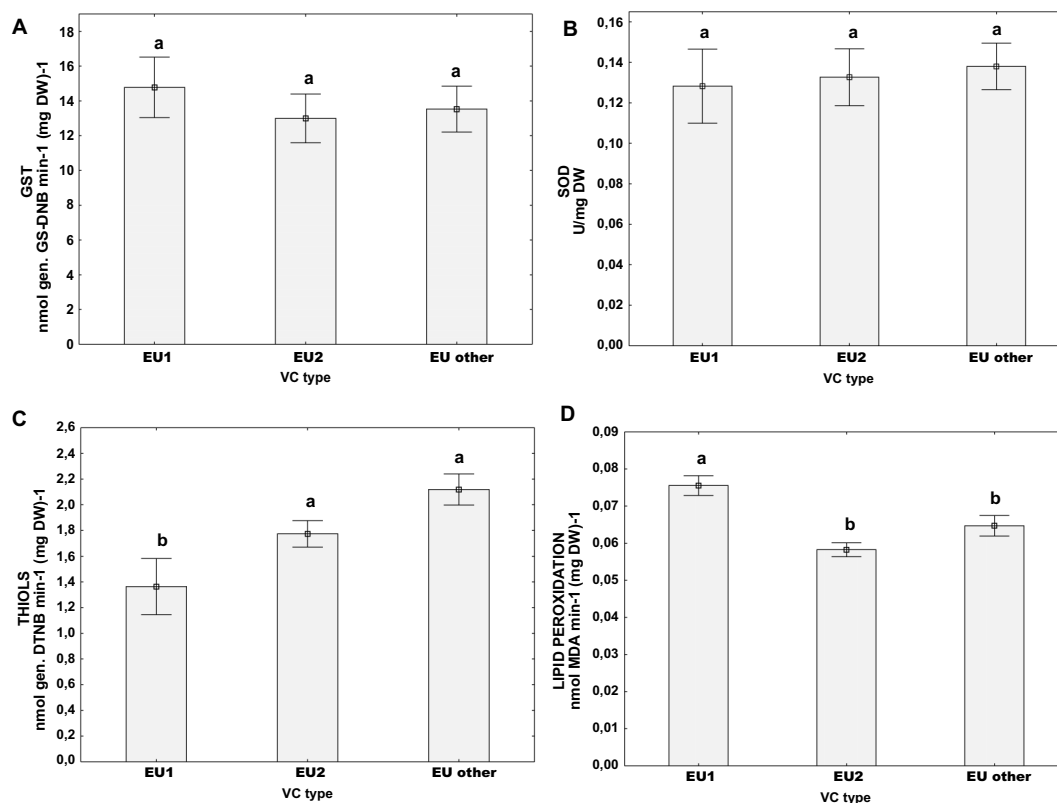 A
GST
nmol gen. GS-DNB min-1 (mg DW)-1
18
16
14
12
10
8
6
4
2
0
a
a
a
EU1
EU2
EU other
VC type
B
SOD
U/mg DW
0,16
0,14
0,12
0,10
0,08
0,06
0,04
0,02
0,00
a
a
a
EU1
EU2
EU other
VC type
C
THIOLS
nmol gen. DTNB min-1 (mg DW)-1
2,6
2,4
2,2
2,0
1,8
1,6
1,4
1,2
1,0
0,8
0,6
0,4
0,2
0,0
b
a
a
EU1
EU2
EU other
VC type
D
LIPID PEROXIDATION
nmol MDA min-1 (mg DW)-1
0,09
0,08
0,07
0,06
0,05
0,04
0,03
0,02
0,01
0,00
a
b
b
EU1
EU2
EU other
VC type